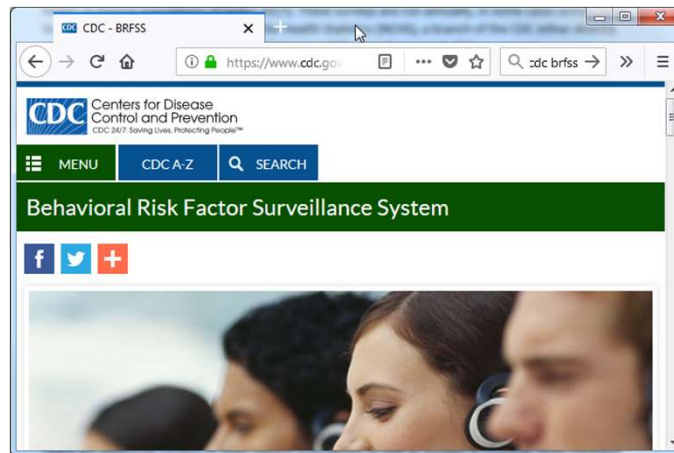 CDC - BRFSS
https://www.cdc.gov
cdc brfss
CDC
Centers for Disease
Control and Prevention
CDC 24/7: Saving Lives. Protecting People™
MENU
CDC A-Z
SEARCH
Behavioral Risk Factor Surveillance System